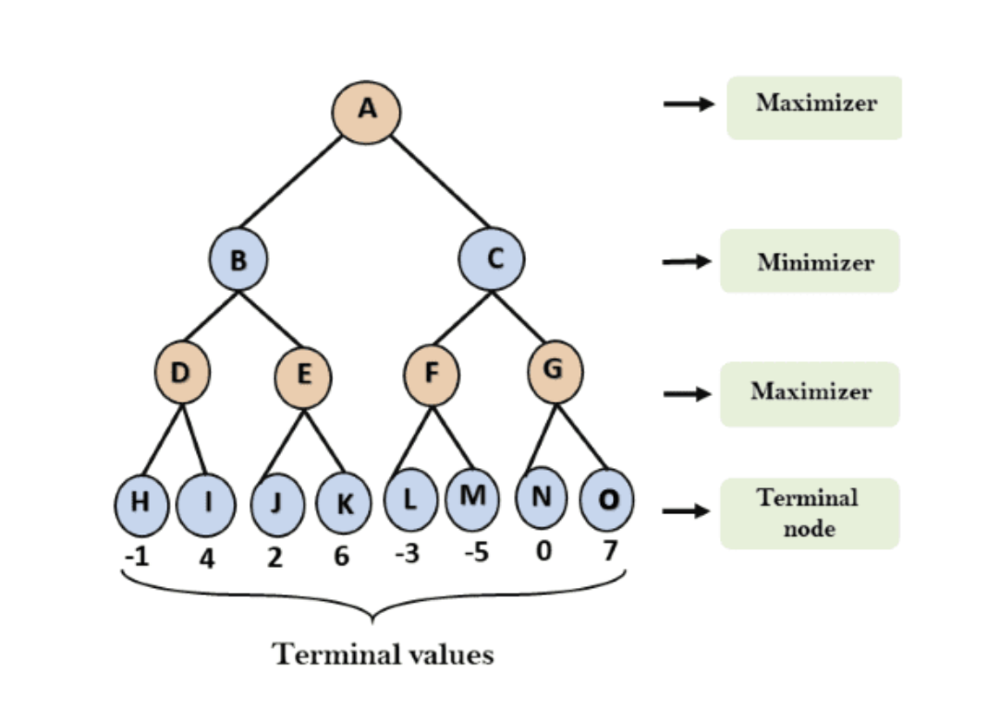 A
Maximizer
B
C
Minimizer
D
E
F
G
Maximizer
H
I
J
K
L
M
N
O
Terminal
node
-1
4
2
6
-3
-5
0
7
Terminal values